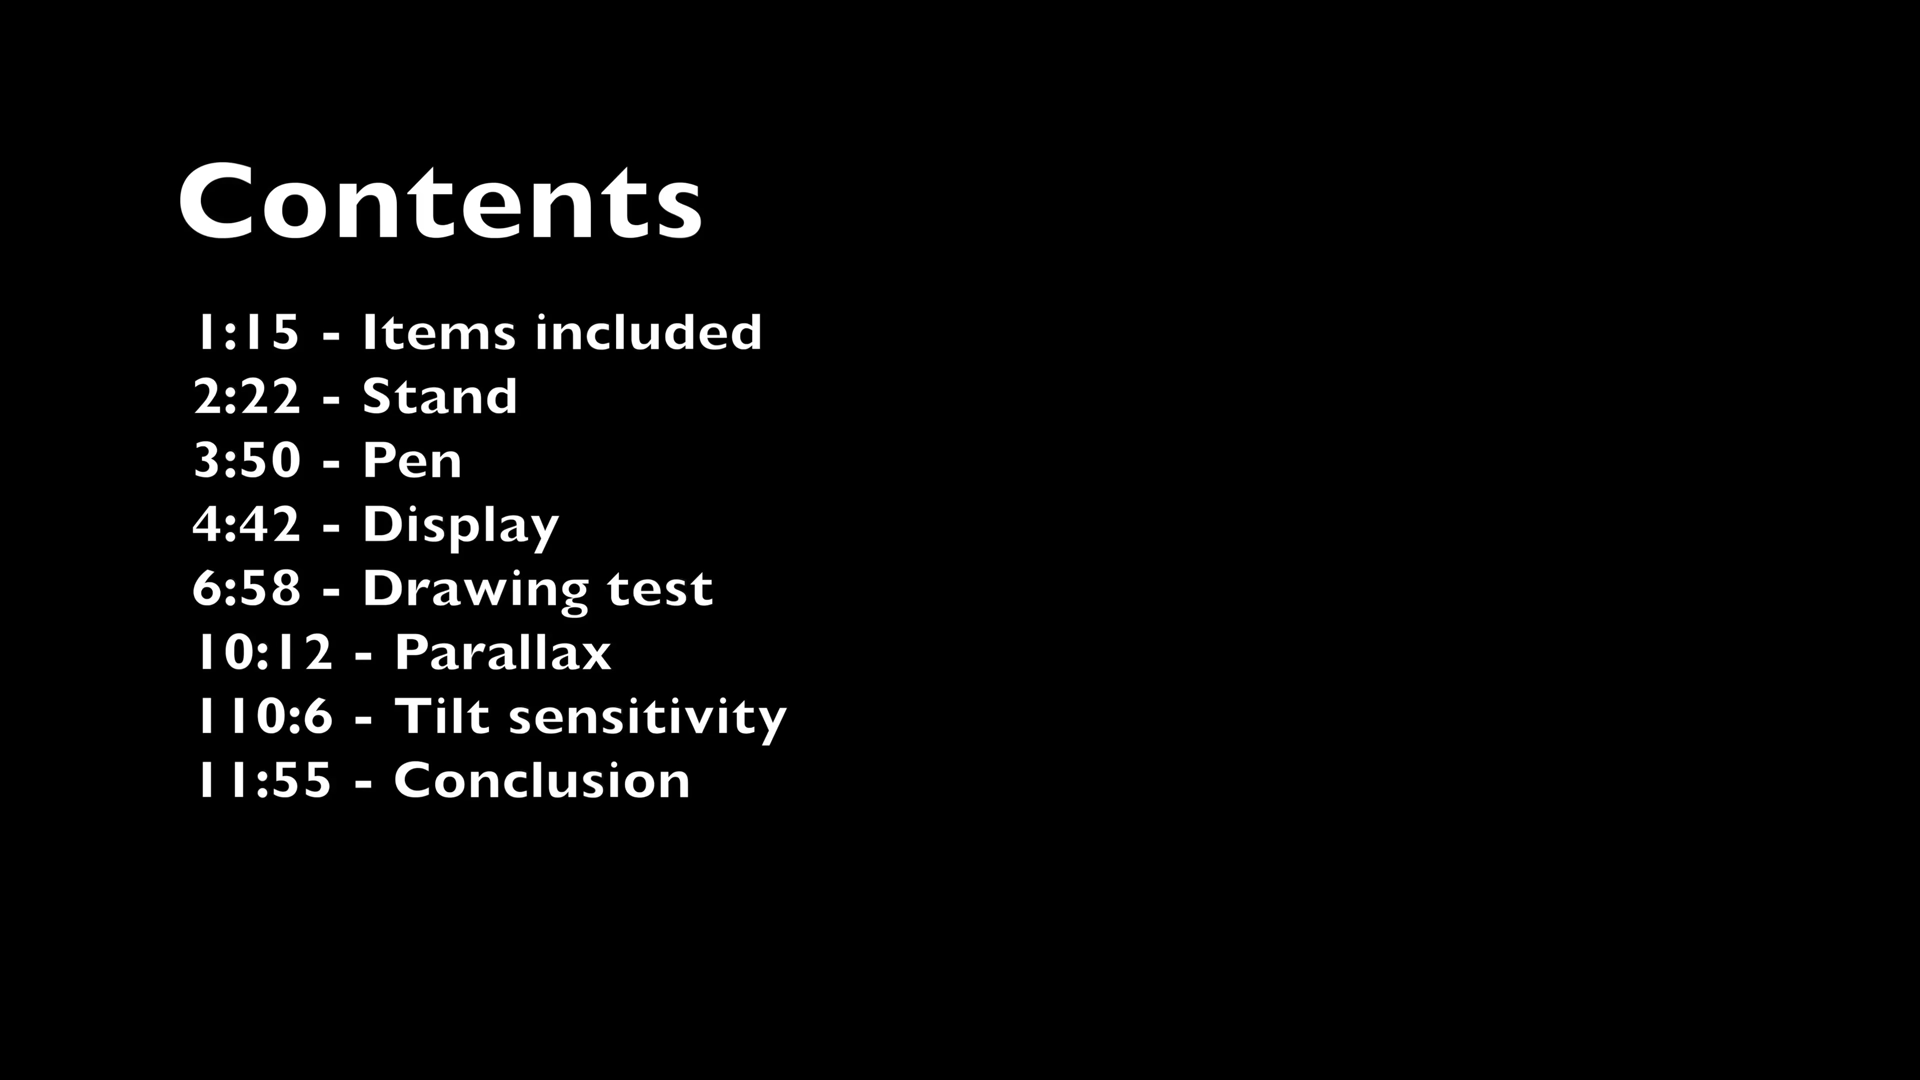 Contents
1:15 - Items included
2:22 - Stand
3:50 - Pen
4:42 - Display
6:58 - Drawing test
10:12 - Parallax
110:6 - Tilt sensitivity
11:55 - Conclusion